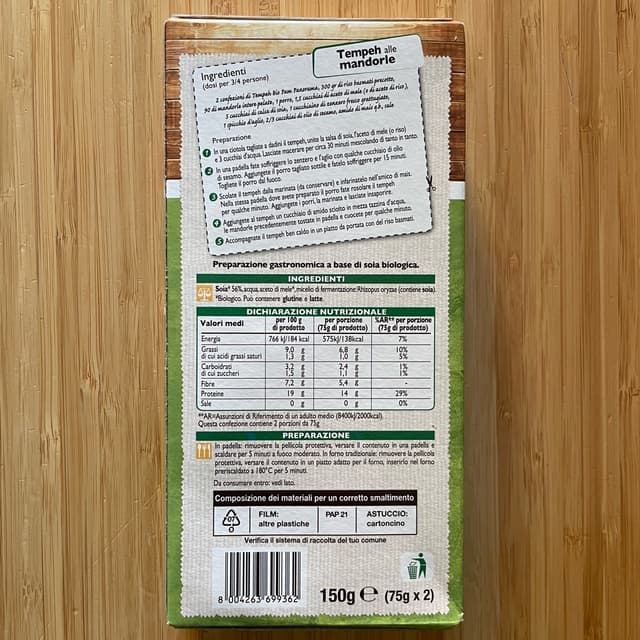 Tempeh alle
mandorle
Ingredienti
(dosi per 3/4 persone)
2 confezioni di Tempeh Bio Pam Panorama, 300 gr di riso basmati precotto,
90 di mandorle intere pelate, 1 porro, 1,5 cucchiai di aceto di mele (o di aceto di riso),
3 cucchiai di salsa di soia, 1 cucchiaino di zenzero fresco grattugiato,
1 spicchio d'aglio, 2/3 cucchiai di olio di sesamo, amido di mais q.b, sale
Preparazione
1 In una ciotola tagliate a dadini il tempeh, unite la salsa di soia, l'aceto di mele (o riso)
e 3 cucchiai d'acqua. Lasciate macerare per circa 30 minuti mescolando di tanto in tanto.
2 In una padella fate soffriggere lo zenzero e l'aglio con qualche cucchiaio di olio
di sesamo. Aggiungete il porro tagliato sottile e fatelo soffriggere per 15 minuti.
Togliete il porro dal fuoco.
3 Scolate il tempeh dalla marinata (da conservare) e infarinatelo nell'amico di mais.
Nella stessa padella dove avete preparato il porro fate rosolare il tempeh
per qualche minuto. Aggiungete i porri, la marinata e lasciate insaporire.
4 Aggiungete al tempeh un cucchiaio di amido sciolto in mezza tazzina d'acqua,
le mandorle precedentemente tostate in padella e cuocete per qualche minuto.
5 Accompagnate il tempeh ben caldo in un piatto da portata con del riso basmati.
Preparazione gastronomica a base di soia biologica.
INGREDIENTI
Soia* 56%, acqua, aceto di mele*, micelio di fermentazione: Rhizopus oryzae (contiene soia).
*Biologico. Può contenere glutine e latte.
DICHIARAZIONE NUTRIZIONALE
Valori medi per 100 g di prodotto per porzione (75g di prodotto) %AR** per porzione (75g di prodotto)
Energia 766 kJ/184 kcal 575kJ/138kcal 7%
Grassi 9,0 g 6,8 g 10%
di cui acidi grassi saturi 1,3 g 1,0 g 5%
Carboidrati 3,2 g 2,4 g 1%
di cui zuccheri 1,5 g 1,1 g 1%
Fibre 7,2 g 5,4 g -
Proteine 19 g 14 g 29%
Sale 0 g 0 g 0%
**AR=Assunzioni di Riferimento di un adulto medio (8400kJ/2000kcal).
Questa confezione contiene 2 porzioni da 75g
PREPARAZIONE
In padella: rimuovere la pellicola protettiva, versare il contenuto in una padella e
scaldare per 5 minuti a fuoco moderato. In forno tradizionale: rimuovere la pellicola
protettiva, versare il contenuto in un piatto adatto per il forno, inserirlo nel forno
preriscaldato a 180°C per 5 minuti.
Da consumare entro: vedi lato.
Composizione dei materiali per un corretto smaltimento
07
O
FILM:
altre plastiche
PAP 21
ASTUCCIO:
cartoncino
Verifica il sistema di raccolta del tuo comune
8 004263 699362
150g e (75g x 2)